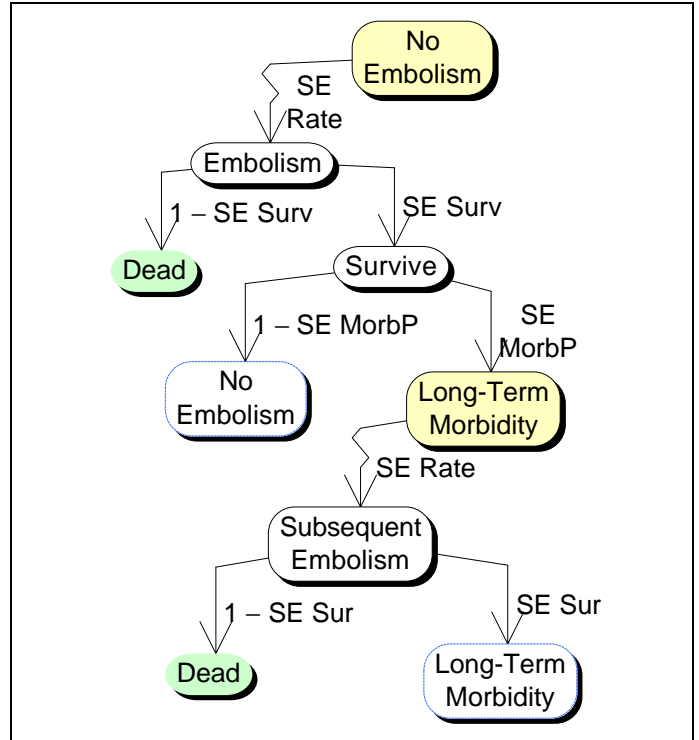 No
Embolism
SE
Rate
Embolism
1 – SE Surv
SE Surv
Dead
Survive
1 – SE MorbP
SE
MorbP
No
Embolism
Long-Term
Morbidity
SE Rate
Subsequent
Embolism
1 – SE Sur
SE Sur
Dead
Long-Term
Morbidity